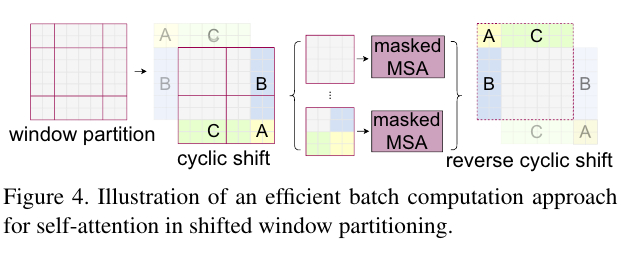 A C
B
B
C A
window partition
cyclic shift
masked
MSA
...
masked
MSA
A C
B
B
C A
reverse cyclic shift
Figure 4. Illustration of an efficient batch computation approach
for self-attention in shifted window partitioning.